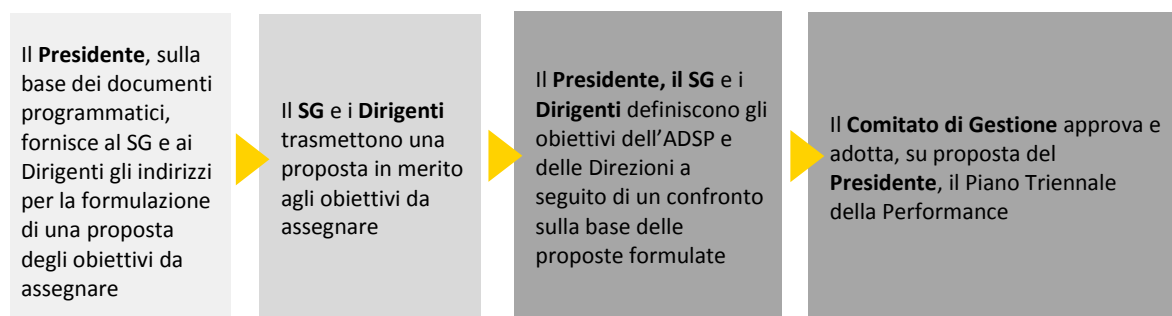 Il Presidente, sulla
base dei documenti
programmatici,
fornisce al SG e ai
Dirigenti gli indirizzi
per la formulazione
di una proposta
degli obiettivi da
assegnare
Il SG e i Dirigenti
trasmettono una
proposta in merito
agli obiettivi da
assegnare
Il Presidente, il SG e i
Dirigenti definiscono gli
obiettivi dell'ADSP e
delle Direzioni a
seguito di un confronto
sulla base delle
proposte formulate
Il Comitato di Gestione approva e
adotta, su proposta del
Presidente, il Piano Triennale
della Performance